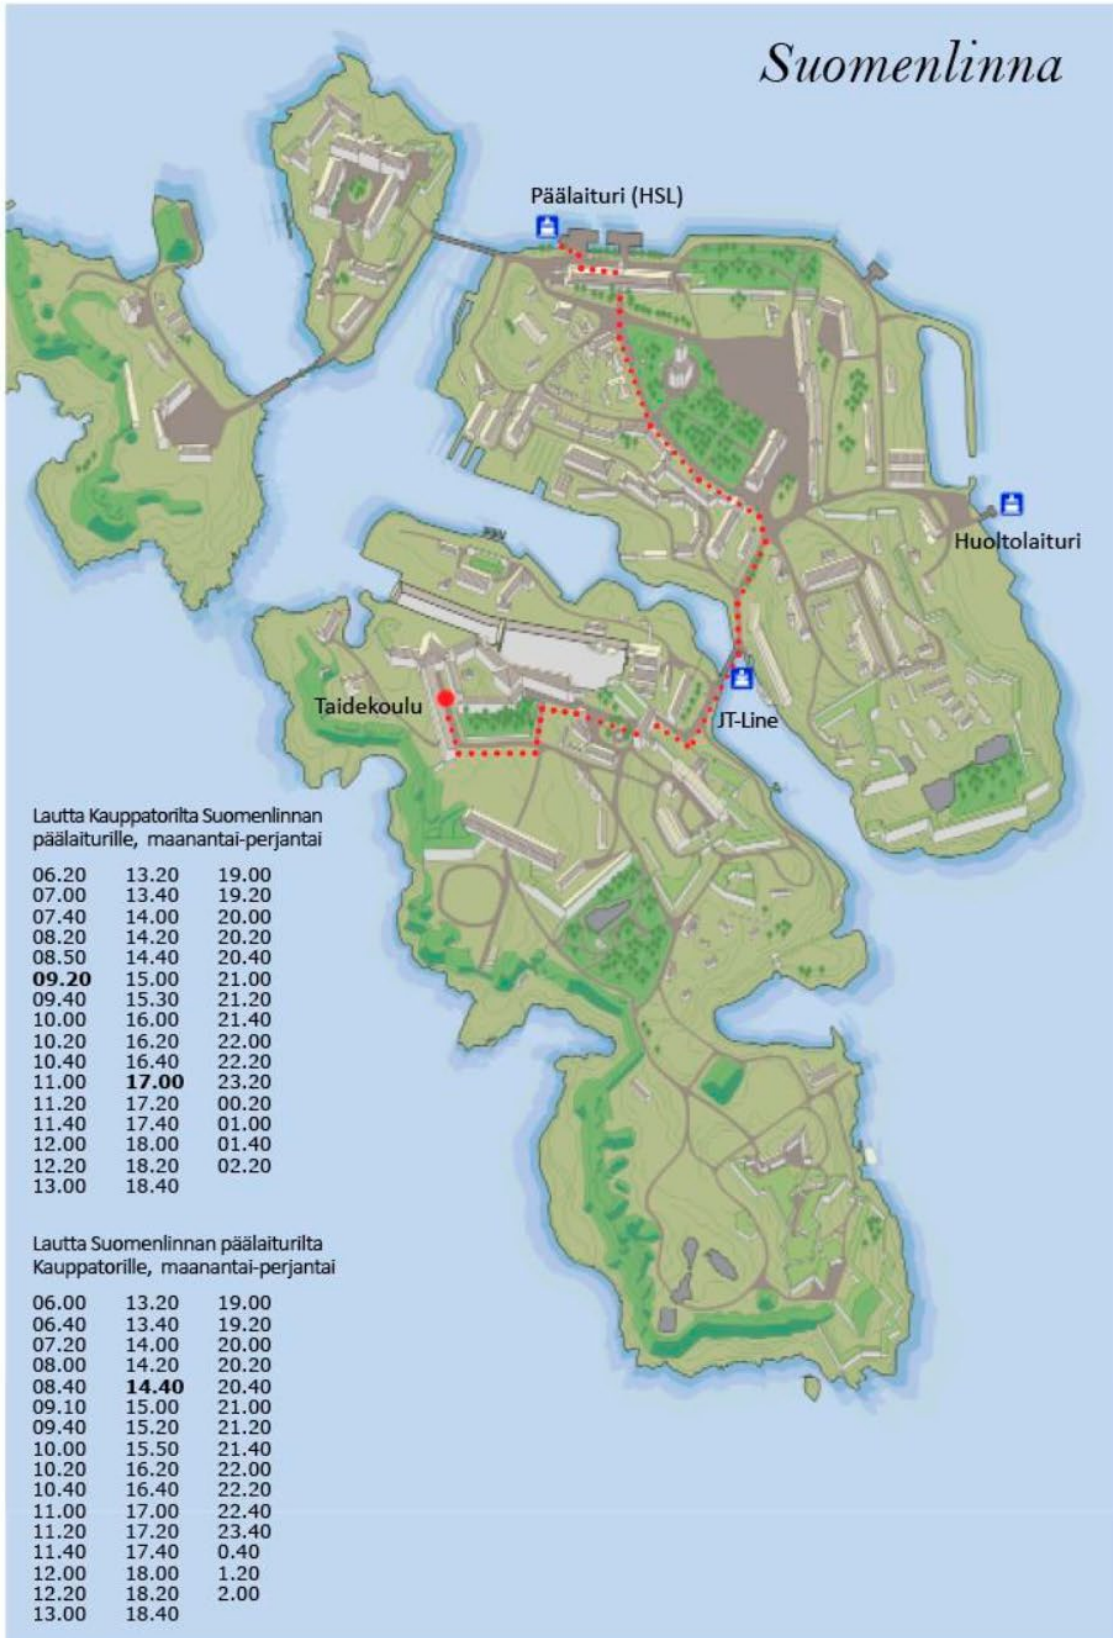 Suomenlinna
Päälaituri (HSL)
Huoltolaituri
Taidekoulu
JT-Line
Lautta Kauppatorilta Suomenlinnan
päälaiturille, maanantai-perjantai
06.20 13.20 19.00
07.00 13.40 19.20
07.40 14.00 20.00
08.20 14.20 20.20
08.50 14.40 20.40
09.20 15.00 21.00
09.40 15.30 21.20
10.00 16.00 21.40
10.20 16.20 22.00
10.40 16.40 22.20
11.00 17.00 23.20
11.20 17.20 00.20
11.40 17.40 01.00
12.00 18.00 01.40
12.20 18.20 02.20
13.00 18.40
Lautta Suomenlinnan päälaiturilta
Kauppatorille, maanantai-perjantai
06.00 13.20 19.00
06.40 13.40 19.20
07.20 14.00 20.00
08.00 14.20 20.20
08.40 14.40 20.40
09.10 15.00 21.00
09.40 15.20 21.20
10.00 15.50 21.40
10.20 16.20 22.00
10.40 16.40 22.20
11.00 17.00 22.40
11.20 17.20 23.40
11.40 17.40 0.40
12.00 18.00 1.20
12.20 18.20 2.00
13.00 18.40